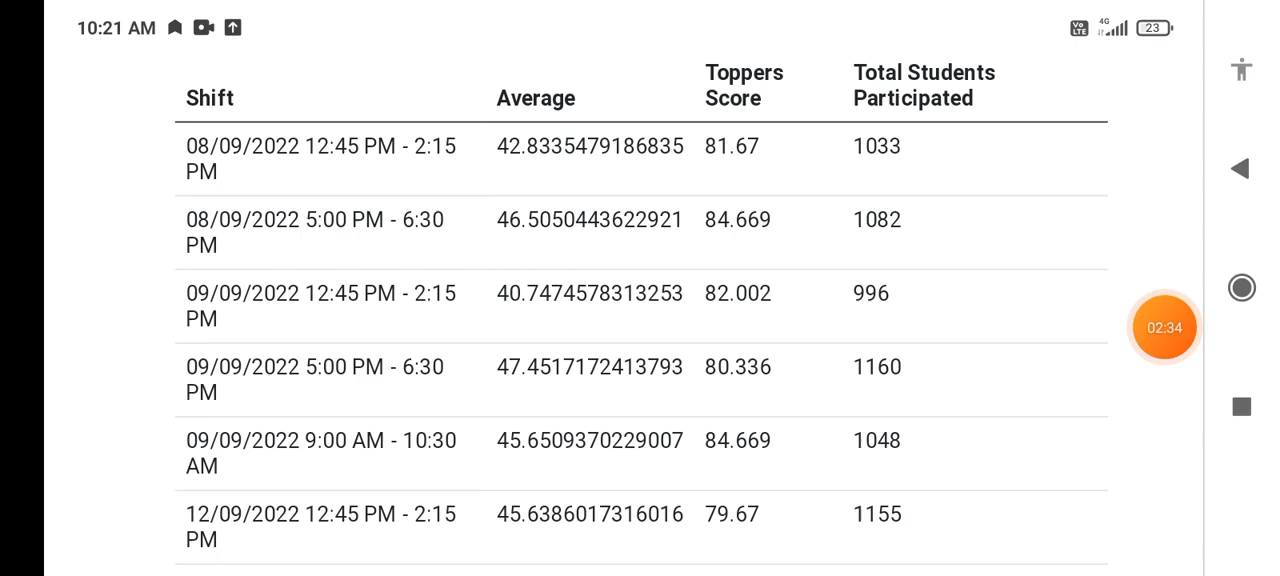 10:21 AM
Vo LTE 4G 23
Toppers Total Students
Shift Average Score Participated
08/09/2022 12:45 PM - 2:15 42.8335479186835 81.67 1033
PM
08/09/2022 5:00 PM - 6:30 46.5050443622921 84.669 1082
PM
09/09/2022 12:45 PM - 2:15 40.7474578313253 82.002 996
PM
09/09/2022 5:00 PM - 6:30 47.4517172413793 80.336 1160
PM
09/09/2022 9:00 AM - 10:30 45.6509370229007 84.669 1048
AM
12/09/2022 12:45 PM - 2:15 45.6386017316016 79.67 1155
PM
02:34